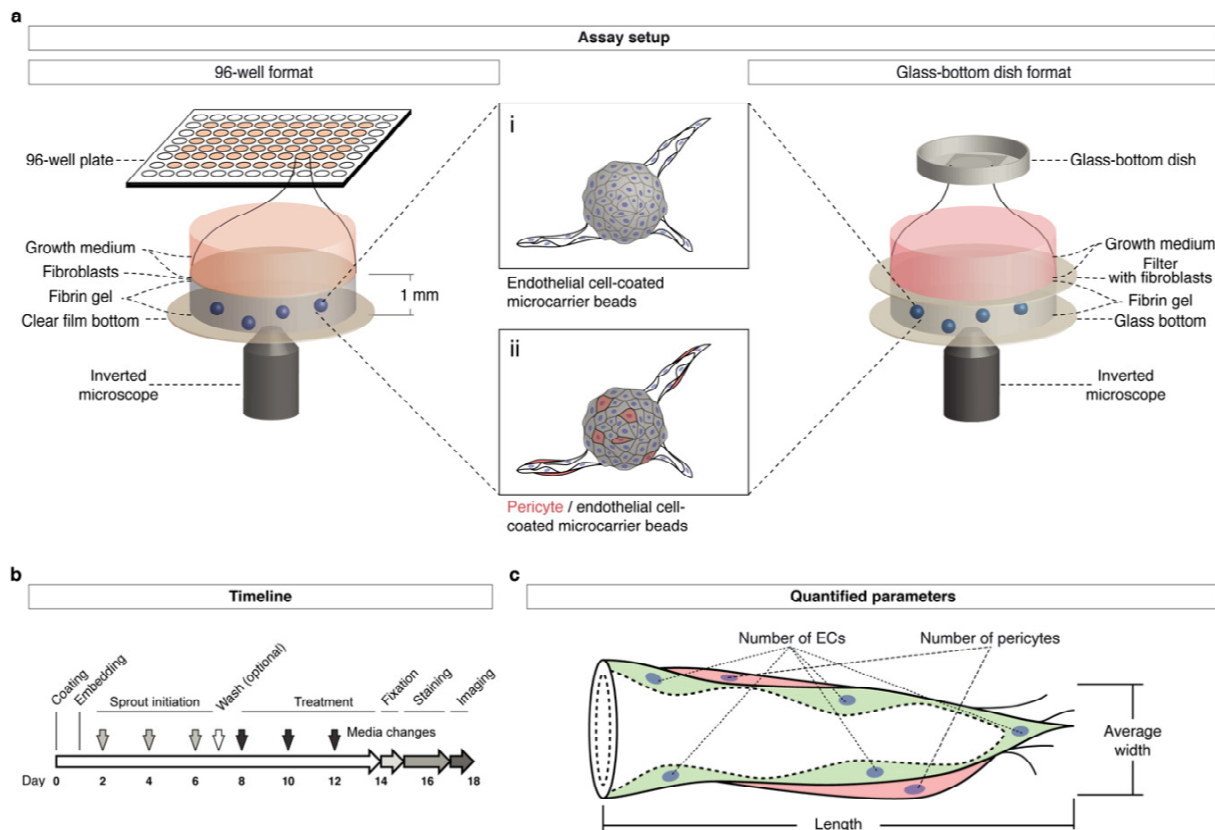 a
Assay setup
96-well format
Glass-bottom dish format
96-well plate
Growth medium
Fibroblasts
Fibrin gel
Clear film bottom
1 mm
Inverted
microscope
i
Endothelial cell-coated
microcarrier beads
ii
Pericyte / endothelial cell-
coated microcarrier beads
Glass-bottom dish
Growth medium
Filter
with fibroblasts
Fibrin gel
Glass bottom
Inverted
microscope
b
Timeline
Coating
Embedding
Sprout initiation
Wash (optional)
Treatment
Fixation
Staining
Imaging
Media changes
Day 0 2 4 6 8 10 12 14 16 18
c
Quantified parameters
Number of ECs
Number of pericytes
Average
width
Length